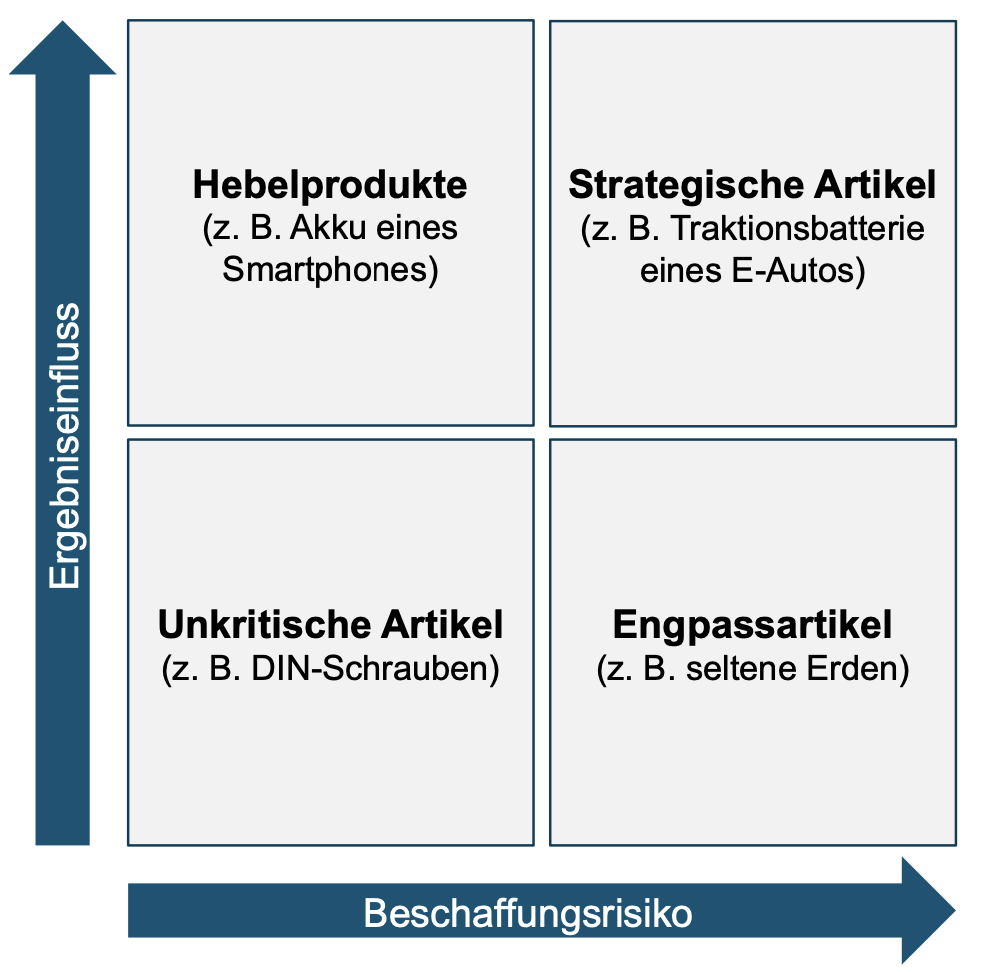 Ergebniseinfluss
Hebelprodukte
(z. B. Akku eines
Smartphones)
Strategische Artikel
(z. B. Traktionsbatterie
eines E-Autos)
Unkritische Artikel
(z. B. DIN-Schrauben)
Engpassartikel
(z. B. seltene Erden)
Beschaffungsrisiko